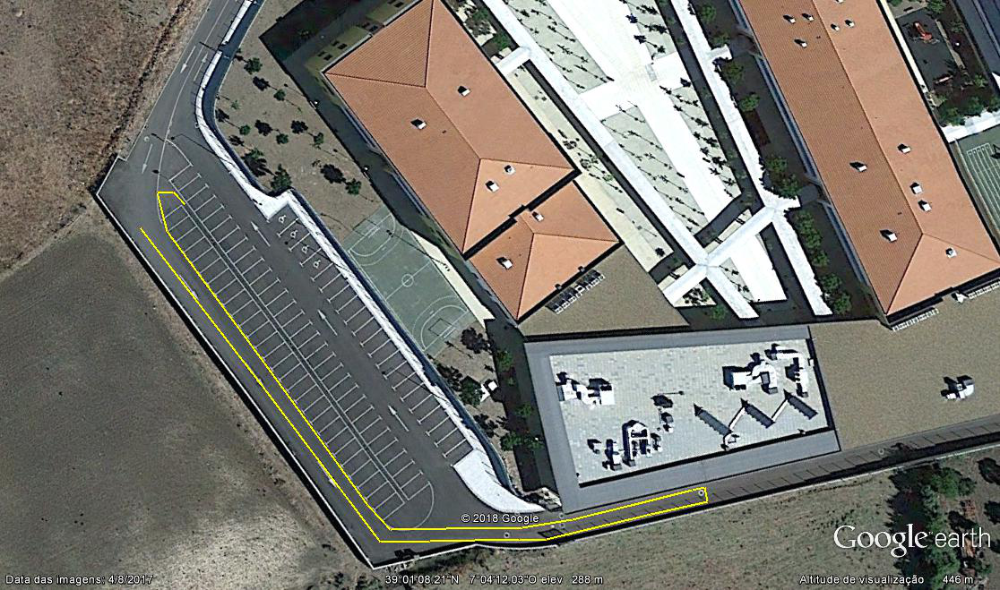 © 2018 Google
Google earth
Data das imagens: 4/8/2017 39°01'08.21"N 7°04'12.03"O elev 288 m Altitude de visualização 446 m